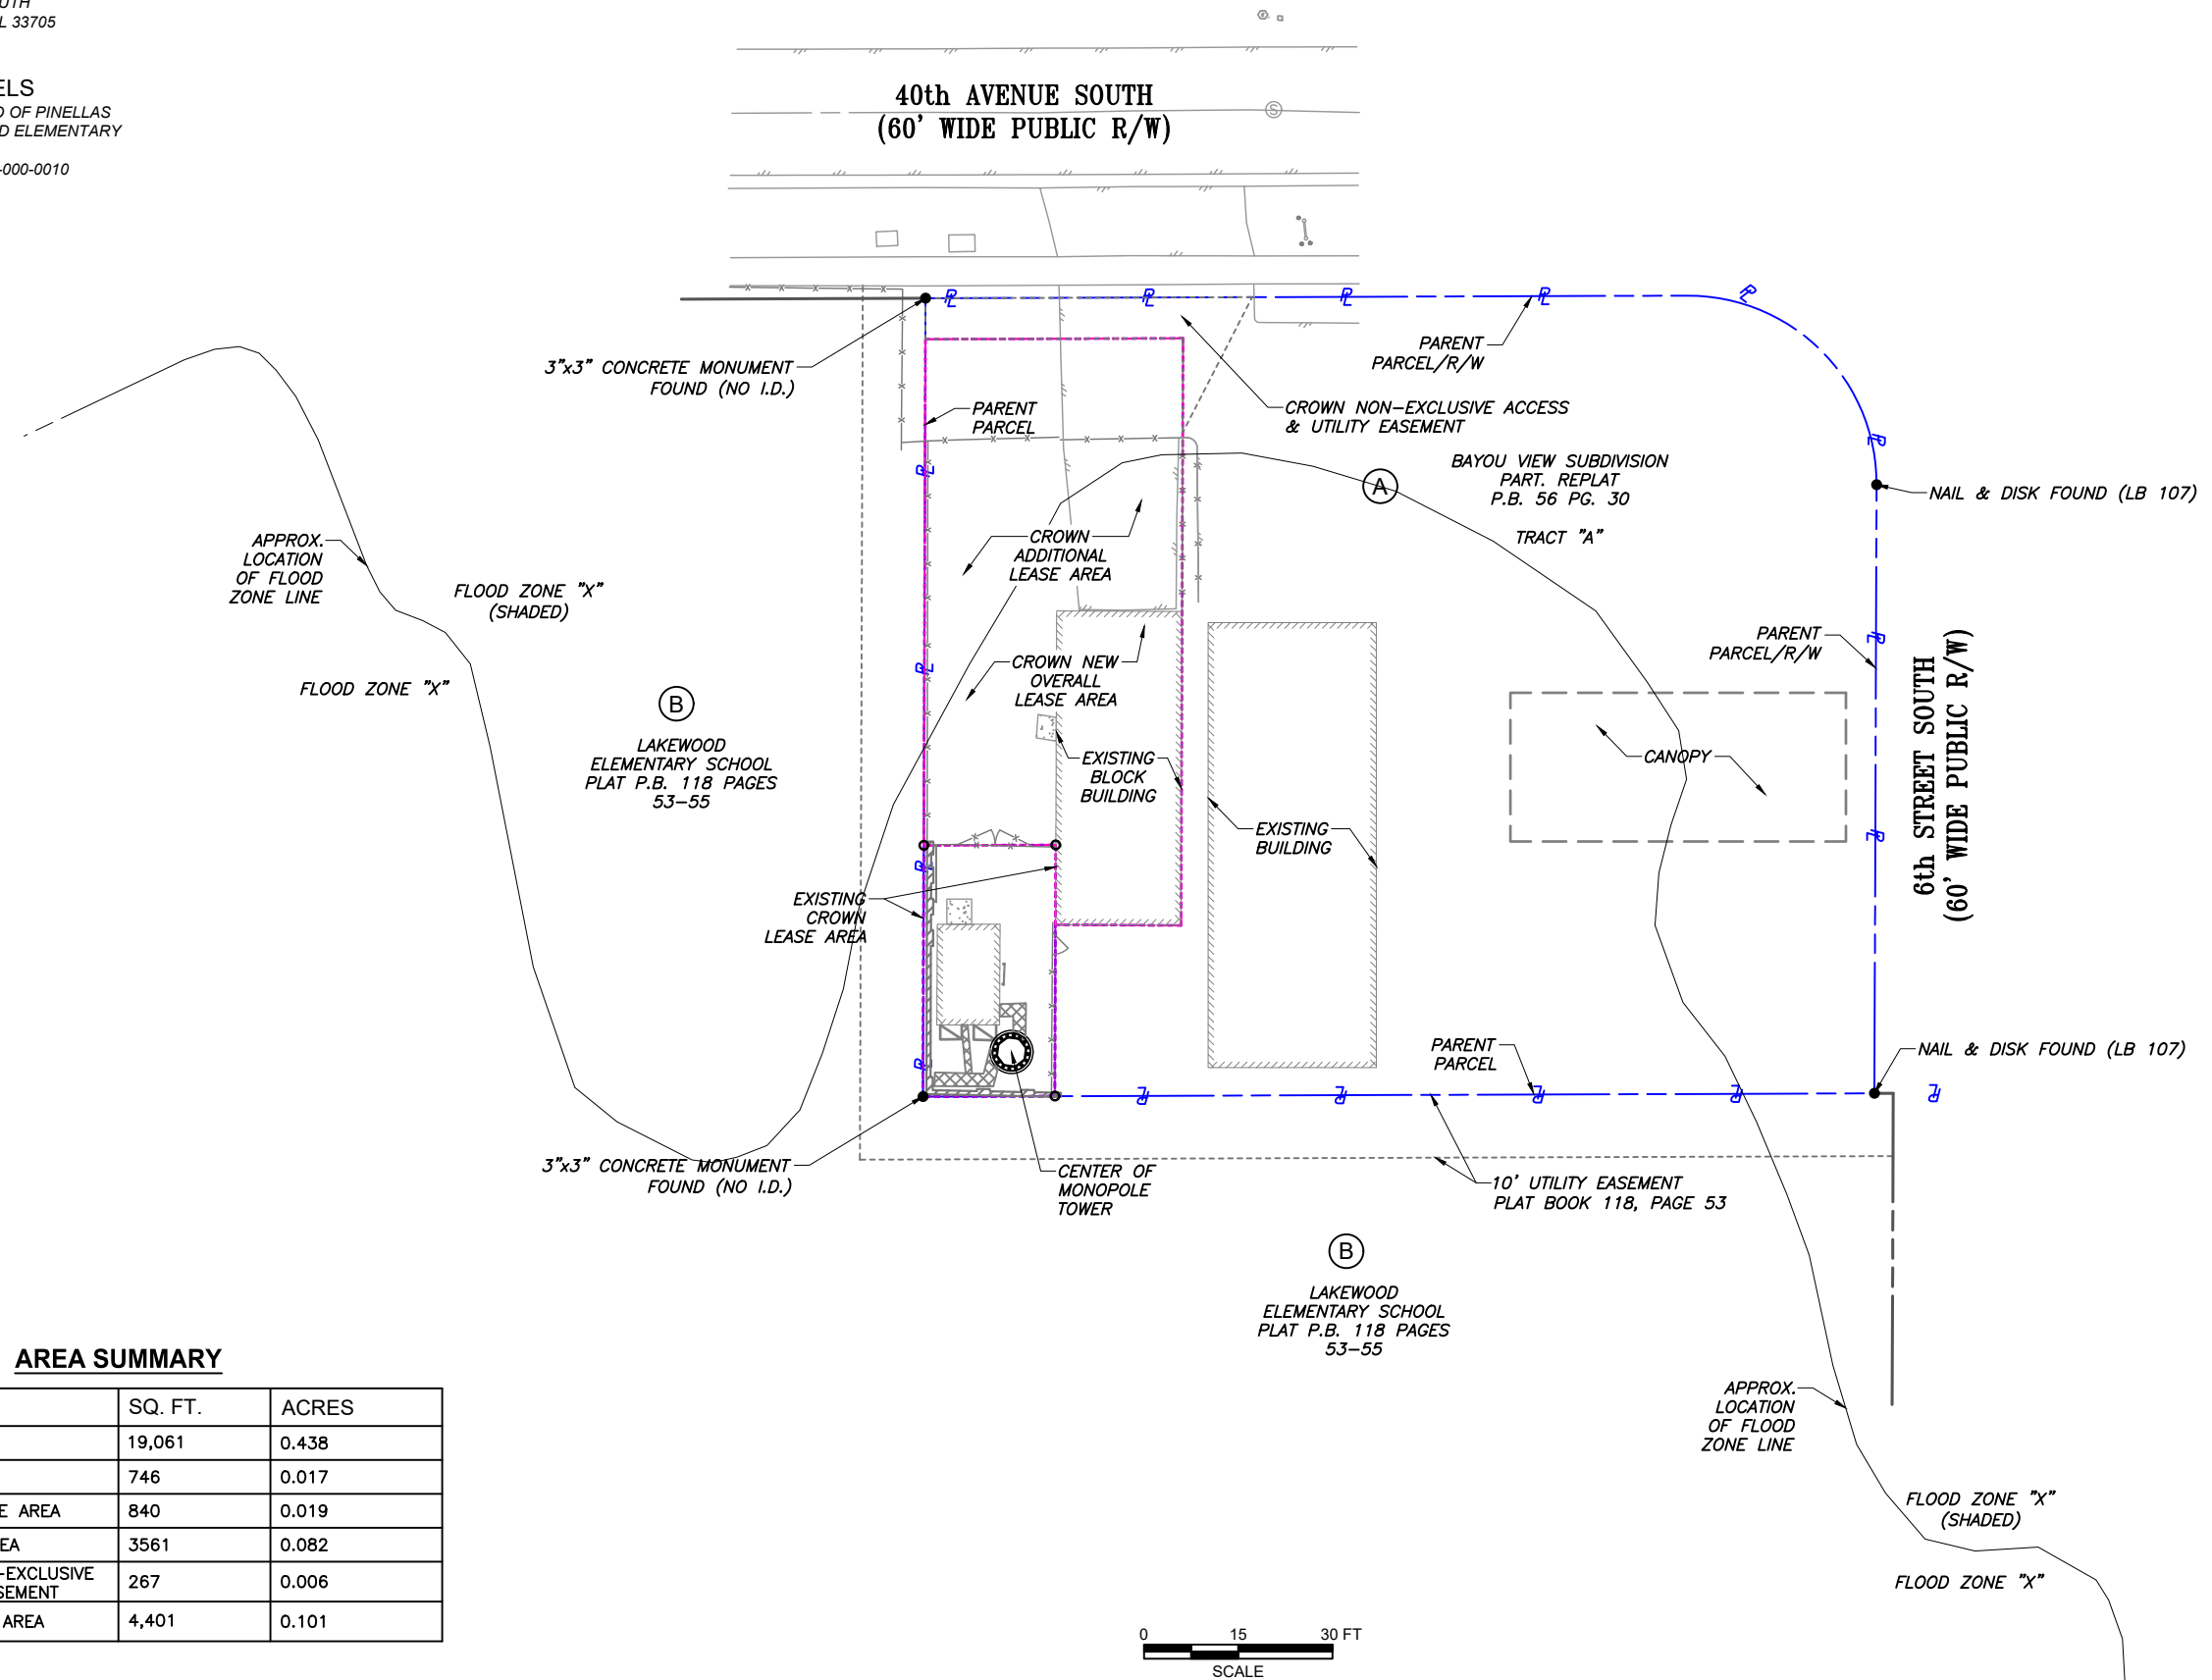 L 33705
ELS
D OF PINELLAS
D ELEMENTARY
-000-0010
40th AVENUE SOUTH
(60' WIDE PUBLIC R/W)
S
3"x3" CONCRETE MONUMENT
FOUND (NO I.D.)
PARENT
PARCEL
PARENT
PARCEL/R/W
CROWN NON-EXCLUSIVE ACCESS
& UTILITY EASEMENT
BAYOU VIEW SUBDIVISION
PART. REPLAT
P.B. 56 PG. 30
TRACT "A"
A
NAIL & DISK FOUND (LB 107)
APPROX.
LOCATION
OF FLOOD
ZONE LINE
FLOOD ZONE "X"
(SHADED)
FLOOD ZONE "X"
CROWN
ADDITIONAL
LEASE AREA
CROWN NEW
OVERALL
LEASE AREA
B
LAKEWOOD
ELEMENTARY SCHOOL
PLAT P.B. 118 PAGES
53-55
EXISTING
BLOCK
BUILDING
EXISTING
BUILDING
CANOPY
PARENT
PARCEL/R/W
6th STREET SOUTH
(60' WIDE PUBLIC R/W)
EXISTING
CROWN
LEASE AREA
PARENT
PARCEL
NAIL & DISK FOUND (LB 107)
3"x3" CONCRETE MONUMENT
FOUND (NO I.D.)
CENTER OF
MONOPOLE
TOWER
10' UTILITY EASEMENT
PLAT BOOK 118, PAGE 53
B
LAKEWOOD
ELEMENTARY SCHOOL
PLAT P.B. 118 PAGES
53-55
APPROX.
LOCATION
OF FLOOD
ZONE LINE
FLOOD ZONE "X"
(SHADED)
FLOOD ZONE "X"
AREA SUMMARY
SQ. FT. ACRES
19,061 0.438
746 0.017
E AREA 840 0.019
EA 3561 0.082
-EXCLUSIVE
SEMENT 267 0.006
AREA 4,401 0.101
0 15 30 FT
SCALE